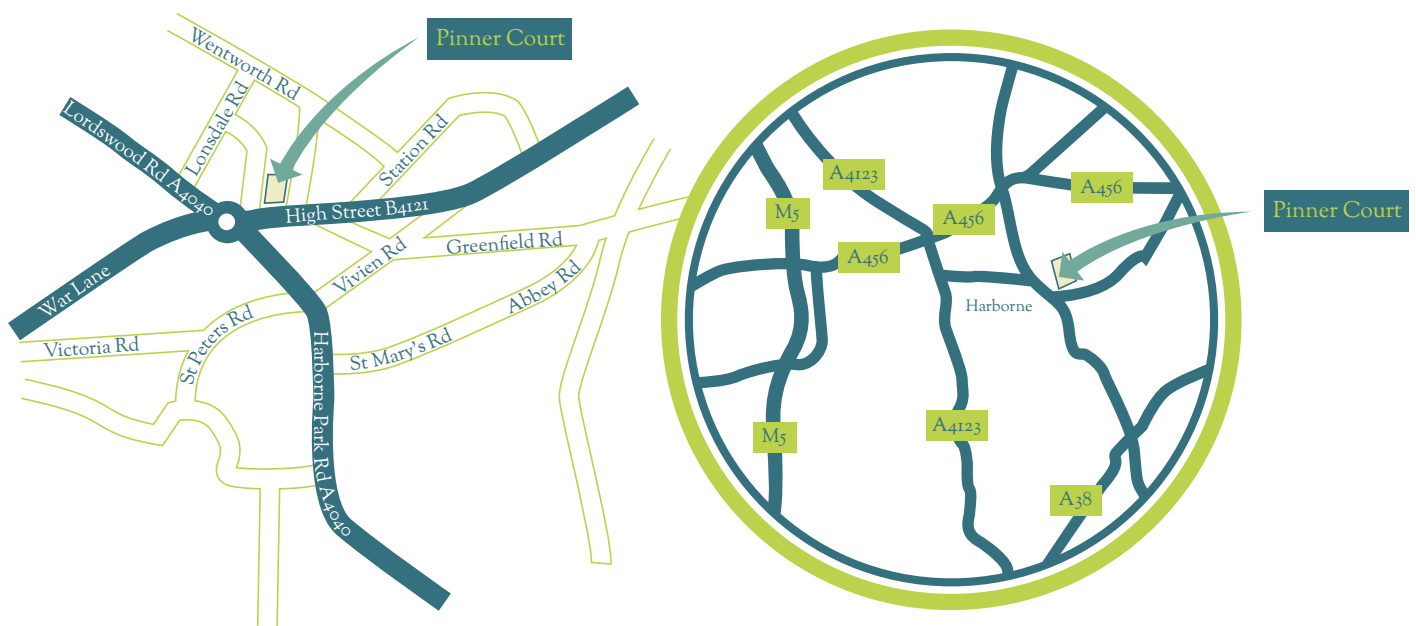 Pinner Court
Wentworth Rd
Lonsdale Rd
Lordswood Rd A4040
Station Rd
High Street B4121
Vivien Rd
Greenfield Rd
Abbey Rd
War Lane
Victoria Rd
St Peters Rd
St Mary's Rd
Harborne Park Rd A4040
A4123
M5
A456
A456
A456
Pinner Court
Harborne
A4123
M5
A38